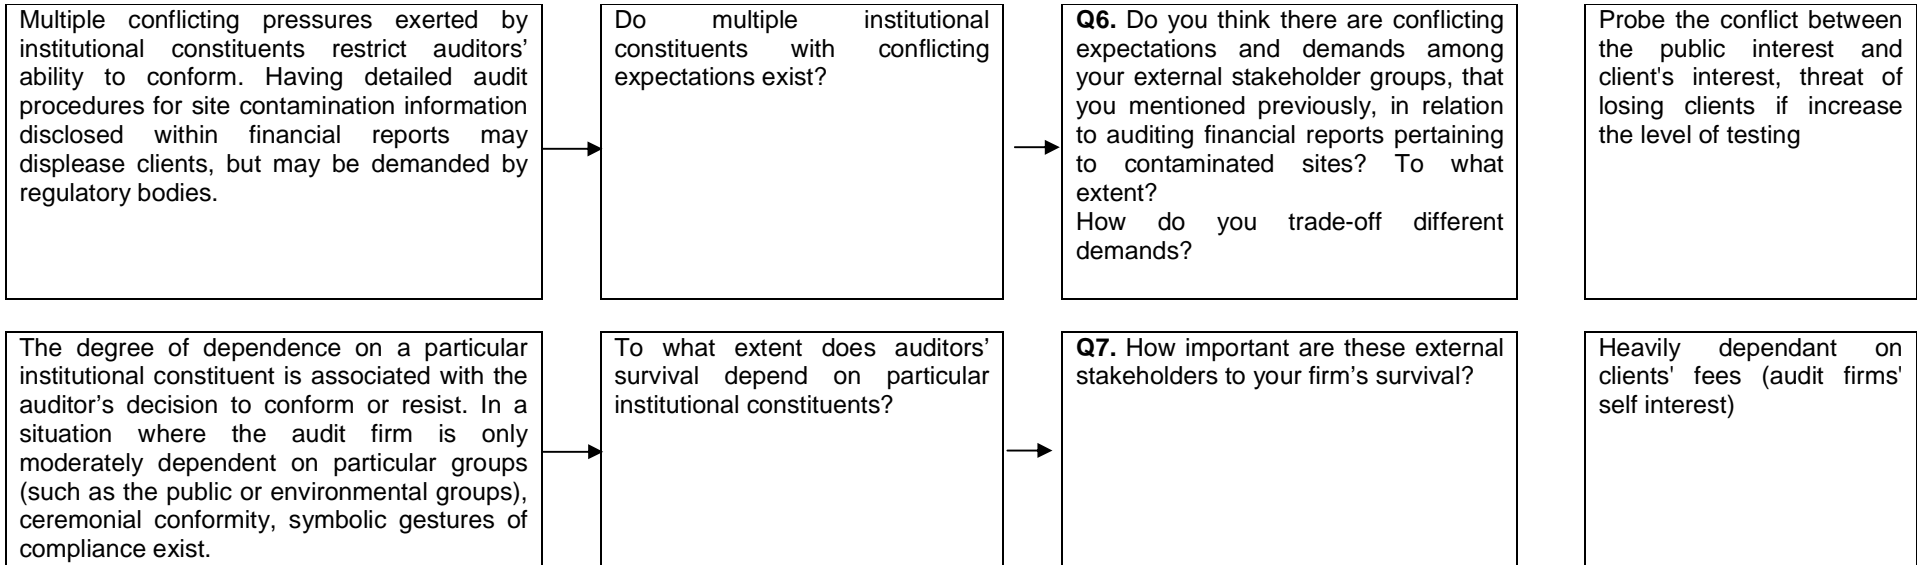 Multiple conflicting pressures exerted by
institutional constituents restrict auditors’
ability to conform. Having detailed audit
procedures for site contamination information
disclosed within financial reports may
displease clients, but may be demanded by
regulatory bodies.
Do multiple institutional
constituents with conflicting
expectations exist?
Q6. Do you think there are conflicting
expectations and demands among
your external stakeholder groups, that
you mentioned previously, in relation
to auditing financial reports pertaining
to contaminated sites? To what
extent?
How do you trade-off different
demands?
Probe the conflict between
the public interest and
client's interest, threat of
losing clients if increase
the level of testing
The degree of dependence on a particular
institutional constituent is associated with the
auditor’s decision to conform or resist. In a
situation where the audit firm is only
moderately dependent on particular groups
(such as the public or environmental groups),
ceremonial conformity, symbolic gestures of
compliance exist.
To what extent does auditors’
survival depend on particular
institutional constituents?
Q7. How important are these external
stakeholders to your firm’s survival?
Heavily dependant on
clients' fees (audit firms'
self interest)